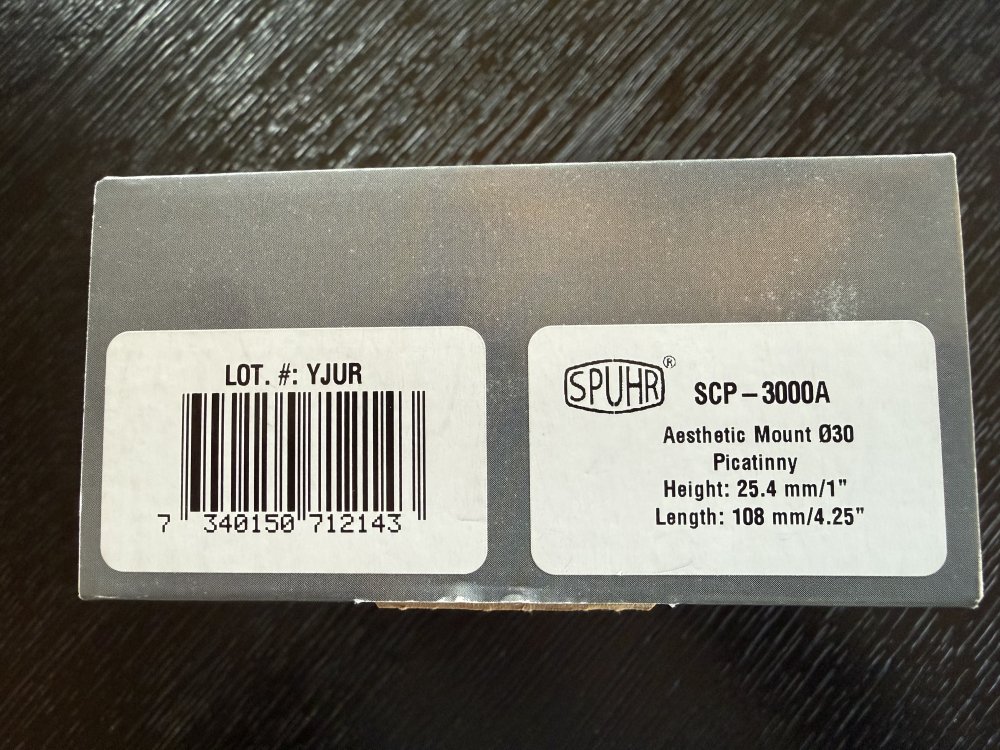 LOT. #: YJUR
7 340150 712143
SPUHR®
SCP – 3000A
Aesthetic Mount Ø30
Picatinny
Height: 25.4 mm/1"
Length: 108 mm/4.25"